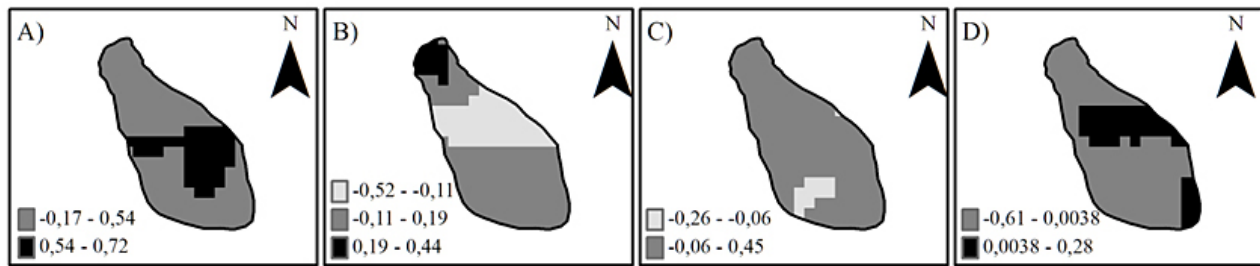 A)
N
-0,17 - 0,54
0,54 - 0,72
B)
N
-0,52 - -0,11
-0,11 - 0,19
0,19 - 0,44
C)
N
-0,26 - -0,06
-0,06 - 0,45
D)
N
-0,61 - 0,0038
0,0038 - 0,28